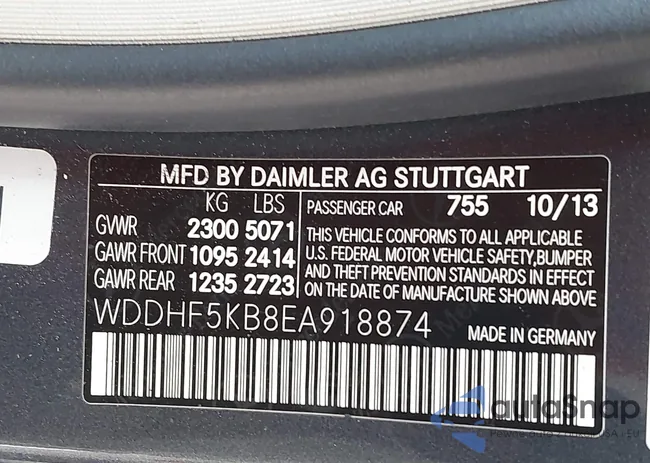 MFD BY DAIMLER AG STUTTGART
KG LBS
GVWR 2300 5071
GAWR FRONT 1095 2414
GAWR REAR 1235 2723
PASSENGER CAR 755 10/13
THIS VEHICLE CONFORMS TO ALL APPLICABLE
U.S. FEDERAL MOTOR VEHICLE SAFETY,BUMPER
AND THEFT PREVENTION STANDARDS IN EFFECT
ON THE DATE OF MANUFACTURE SHOWN ABOVE
WDDHF5KB8EA918874
MADE IN GERMANY
autoSnap